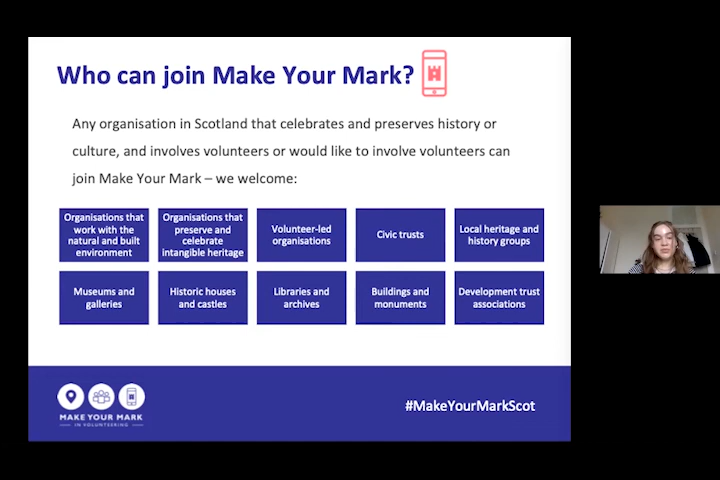 Who can join Make Your Mark?
Any organisation in Scotland that celebrates and preserves history or
culture, and involves volunteers or would like to involve volunteers can
join Make Your Mark – we welcome:
Organisations that
work with the
natural and built
environment
Organisations that
preserve and
celebrate
intangible heritage
Volunteer-led
organisations
Civic trusts
Local heritage and
history groups
Museums and
galleries
Historic houses
and castles
Libraries and
archives
Buildings and
monuments
Development trust
associations
MAKE YOUR MARK
IN VOLUNTEERING
#MakeYourMarkScot